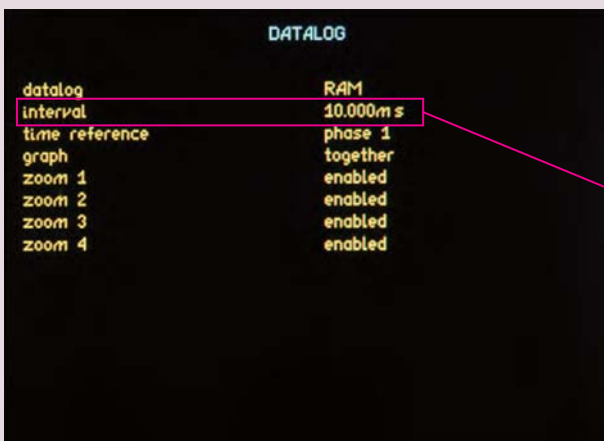 DATALOG
datalog RAM
interval 10.000m s
time reference phase 1
graph together
zoom 1 enabled
zoom 2 enabled
zoom 3 enabled
zoom 4 enabled